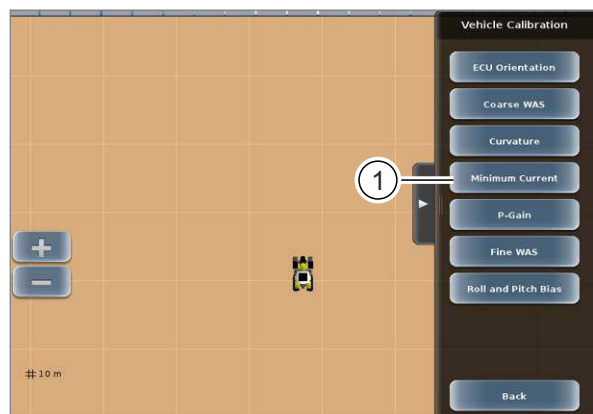 Vehicle Calibration
ECU Orientation
Coarse WAS
Curvature
1
Minimum Current
P-Gain
Fine WAS
Roll and Pitch Bias
10 m
Back